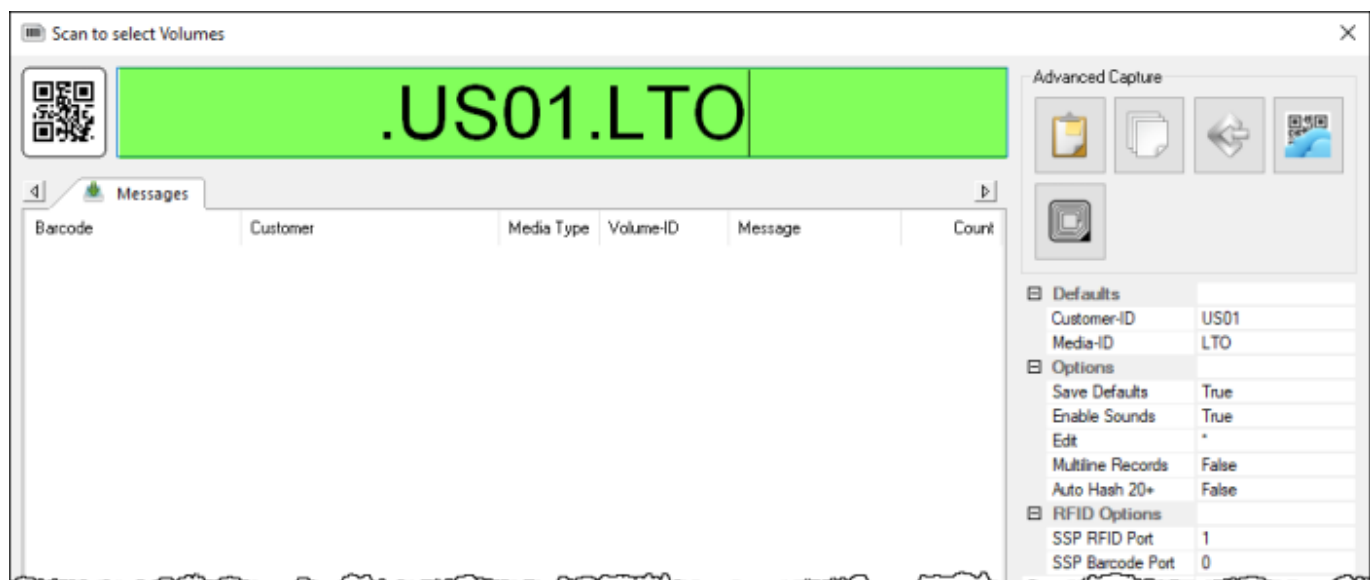 Scan to select Volumes
.US01.LTO
Messages
Barcode Customer Media Type Volume-ID Message Count
Advanced Capture
Defaults
Customer-ID US01
Media-ID LTO
Options
Save Defaults True
Enable Sounds True
Edit *
Multiline Records False
Auto Hash 20+ False
RFID Options
SSP RFID Port 1
SSP Barcode Port 0